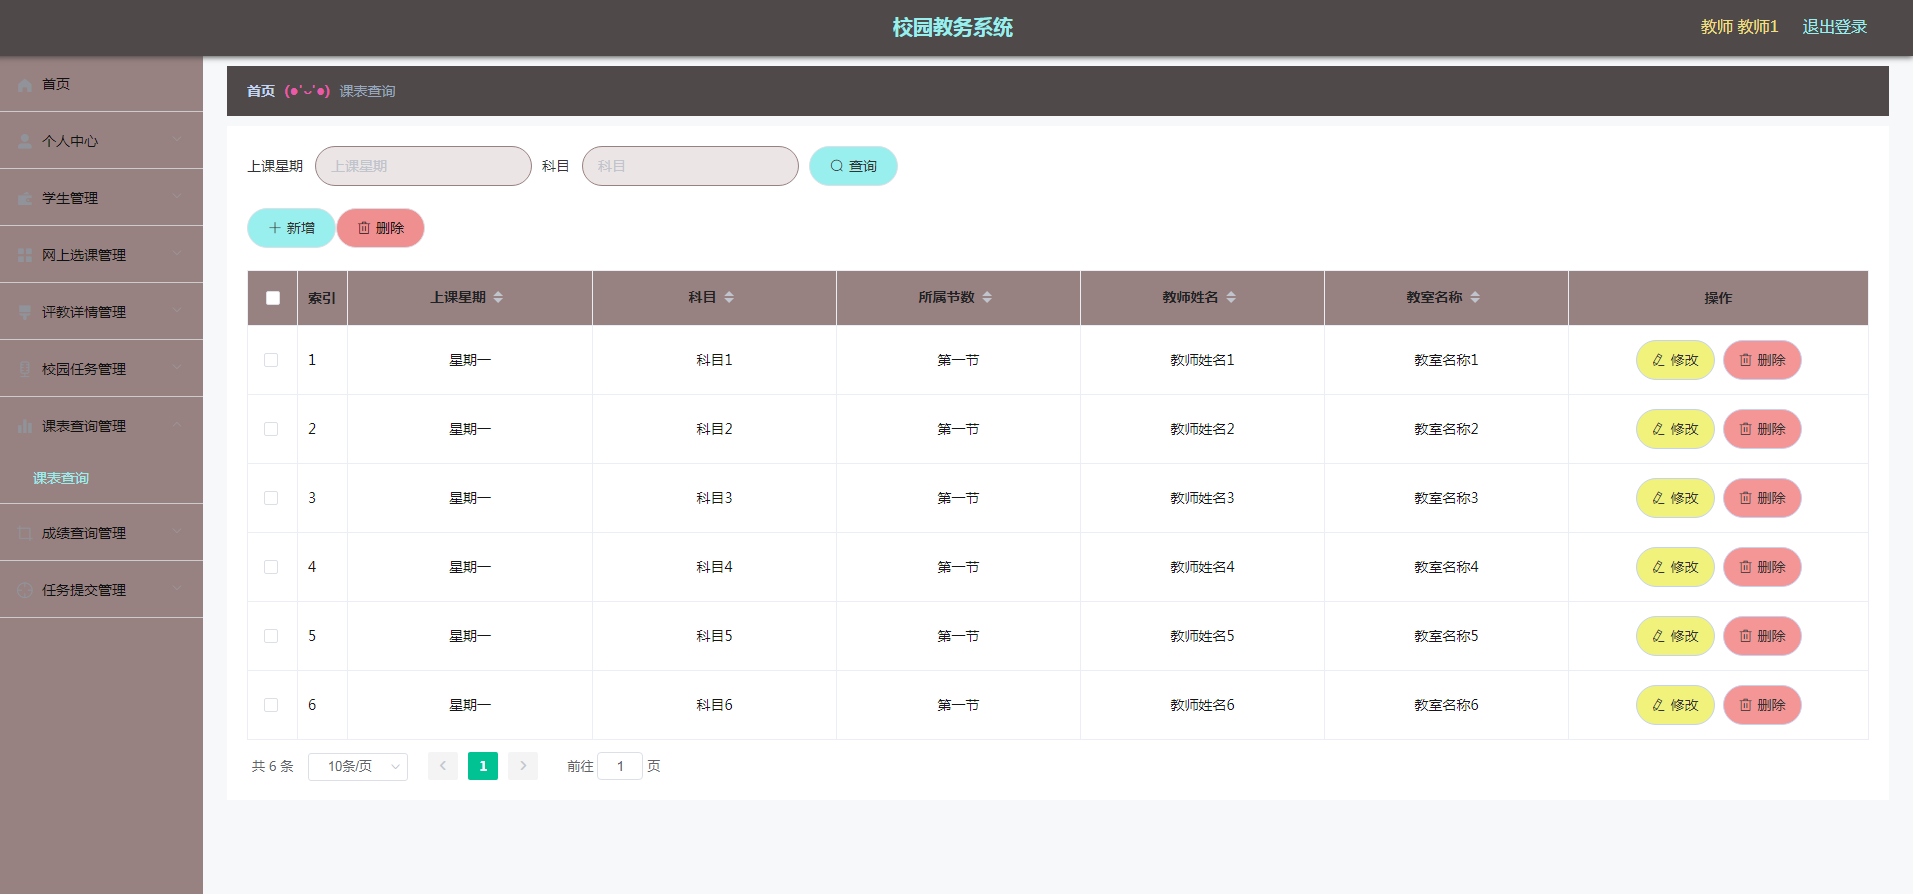 校园教务系统
教师 教师1 退出登录
首页
个人中心
学生管理
网上选课管理
评教详情管理
校园任务管理
课表查询管理
课表查询
成绩查询管理
任务提交管理
首页 (●'◡'●) 课表查询
上课星期 上课星期 科目 科目 查询
新增 删除
索引 上课星期 科目 所属节数 教师姓名 教室名称 操作
1 星期一 科目1 第一节 教师姓名1 教室名称1 修改 删除
2 星期一 科目2 第一节 教师姓名2 教室名称2 修改 删除
3 星期一 科目3 第一节 教师姓名3 教室名称3 修改 删除
4 星期一 科目4 第一节 教师姓名4 教室名称4 修改 删除
5 星期一 科目5 第一节 教师姓名5 教室名称5 修改 删除
6 星期一 科目6 第一节 教师姓名6 教室名称6 修改 删除
共 6 条 10条/页 1 前往 1 页